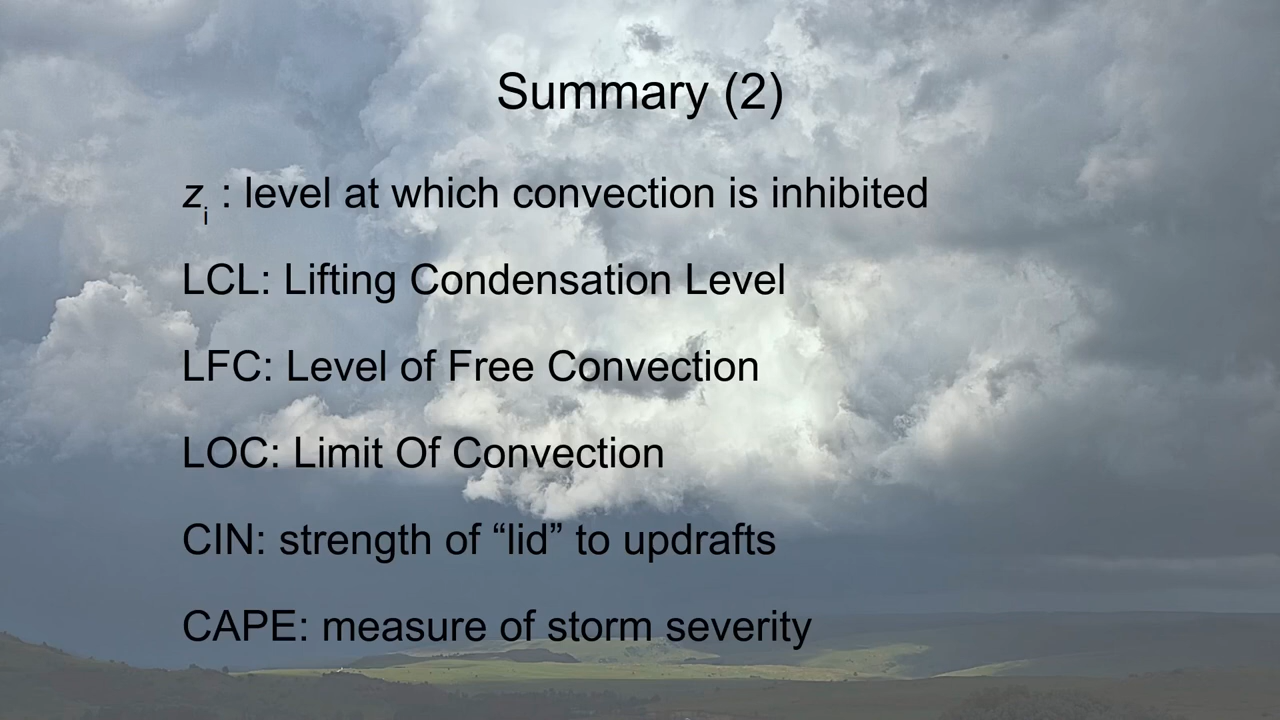 Summary (2)
zi : level at which convection is inhibited
LCL: Lifting Condensation Level
LFC: Level of Free Convection
LOC: Limit Of Convection
CIN: strength of “lid” to updrafts
CAPE: measure of storm severity